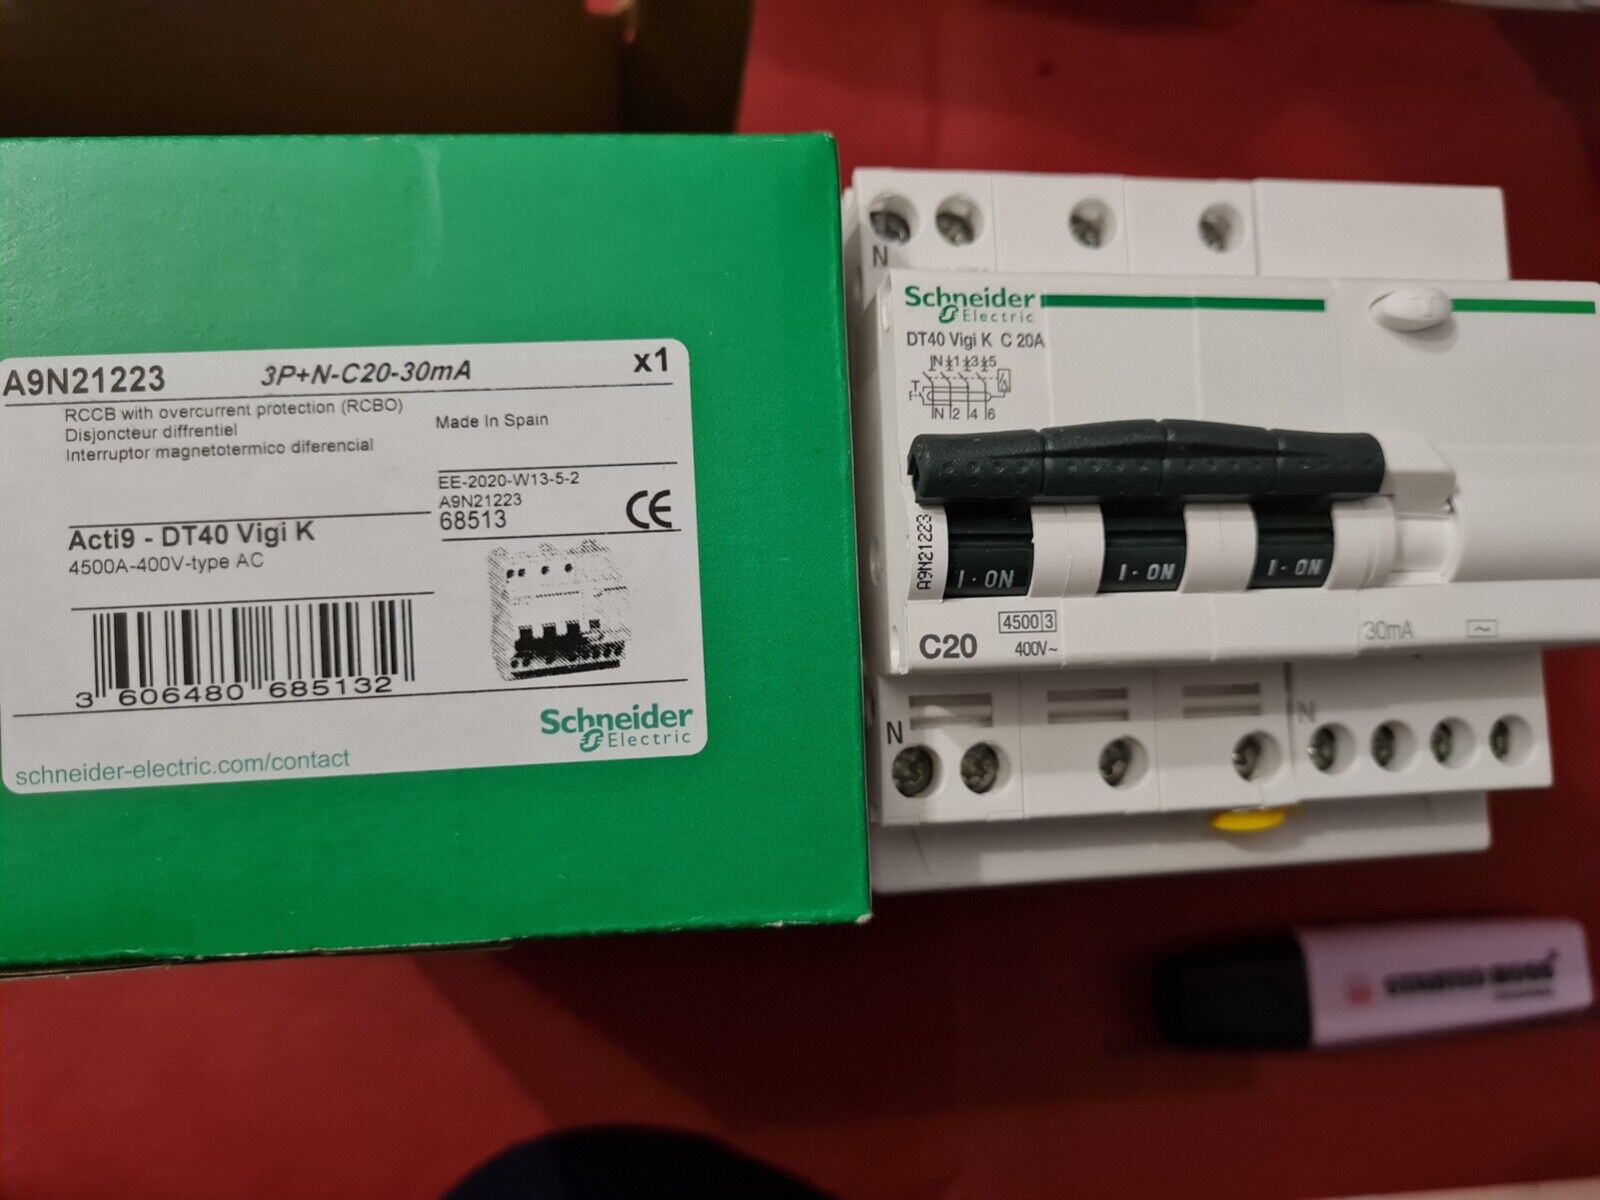 A9N21223 3P+N-C20-30mA x1
RCCB with overcurrent protection (RCBO)
Disjoncteur diffrentiel
Interruptor magnetotermico diferencial
Made In Spain
EE-2020-W13-5-2
A9N21223
68513
CE
Acti9 - DT40 Vigi K
4500A-400V-type AC
3 606480 685132
Schneider
Electric
schneider-electric.com/contact
N
Schneider
Electric
DT40 Vigi K C 20A
N 1 3 5
T
E
N 2 4 6
A9N21223
I · ON
I · ON
I · ON
C20
4500 3
400V~
30mA
~
N
N